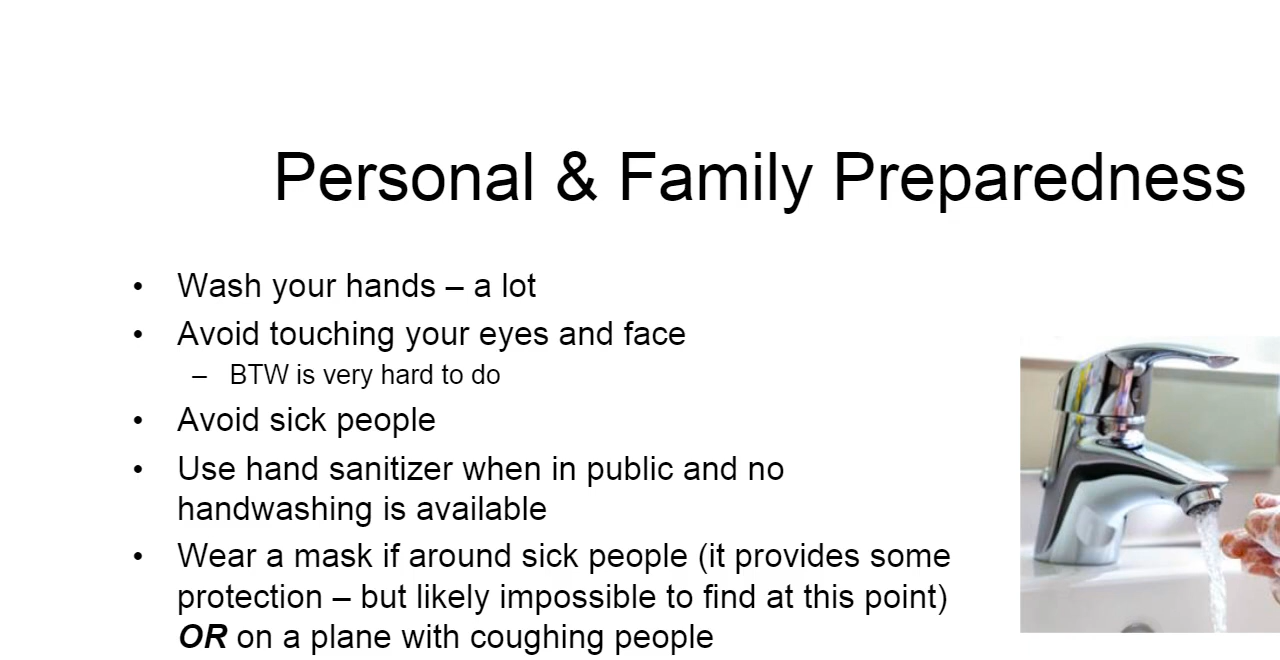 Personal & Family Preparedness
• Wash your hands – a lot
• Avoid touching your eyes and face
– BTW is very hard to do
• Avoid sick people
• Use hand sanitizer when in public and no
handwashing is available
• Wear a mask if around sick people (it provides some
protection – but likely impossible to find at this point)
OR on a plane with coughing people